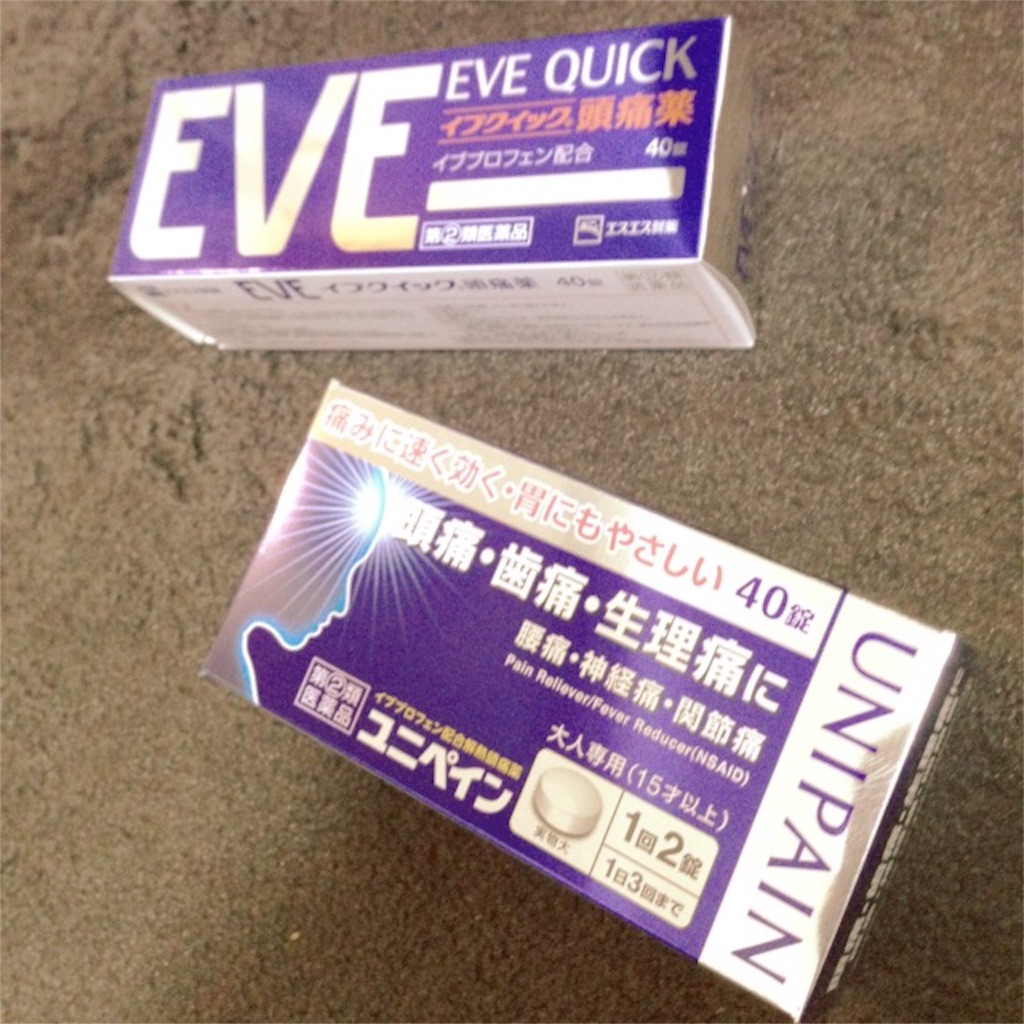 EVE
EVE QUICK
イブクイック 頭痛薬
イブプロフェン配合 40錠
指②類医薬品
エスエス製薬
EVE イブクイック頭痛薬 40錠
痛みに速く効く・胃にもやさしい 40錠
頭痛・歯痛・生理痛に
腰痛・神経痛・関節痛
Pain Reliever/Fever Reducer(NSAID)
指②類
医薬品
イブプロフェン配合解熱鎮痛薬
ユニペイン
大人専用(15才以上)
実物大
1回2錠
1日3回まで
UNIPAIN